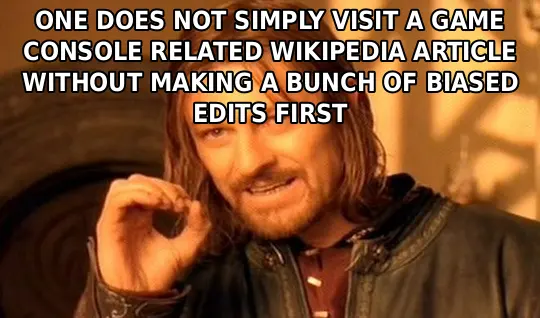 ONE DOES NOT SIMPLY VISIT A GAME
CONSOLE RELATED WIKIPEDIA ARTICLE
WITHOUT MAKING A BUNCH OF BIASED
EDITS FIRST